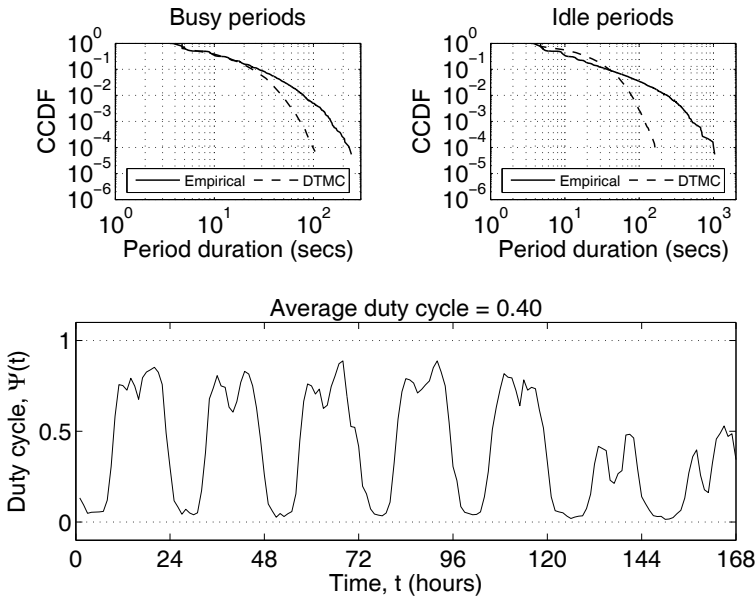 Busy periods
Idle periods
CCDF
10^0
10^-1
10^-2
10^-3
10^-4
10^-5
10^-6
Empirical
DTMC
10^0
10^1
10^2
Period duration (secs)
CCDF
10^0
10^-1
10^-2
10^-3
10^-4
10^-5
10^-6
Empirical
DTMC
10^0
10^1
10^2
10^3
Period duration (secs)
Average duty cycle = 0.40
Duty cycle, Ψ(t)
1
0.5
0
0 24 48 72 96 120 144 168
Time, t (hours)